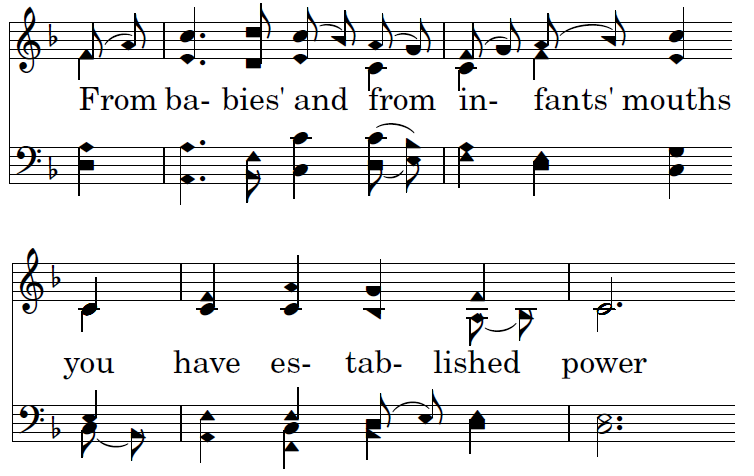 From ba- bies' and from in- fants' mouths
you have es- tab- lished power